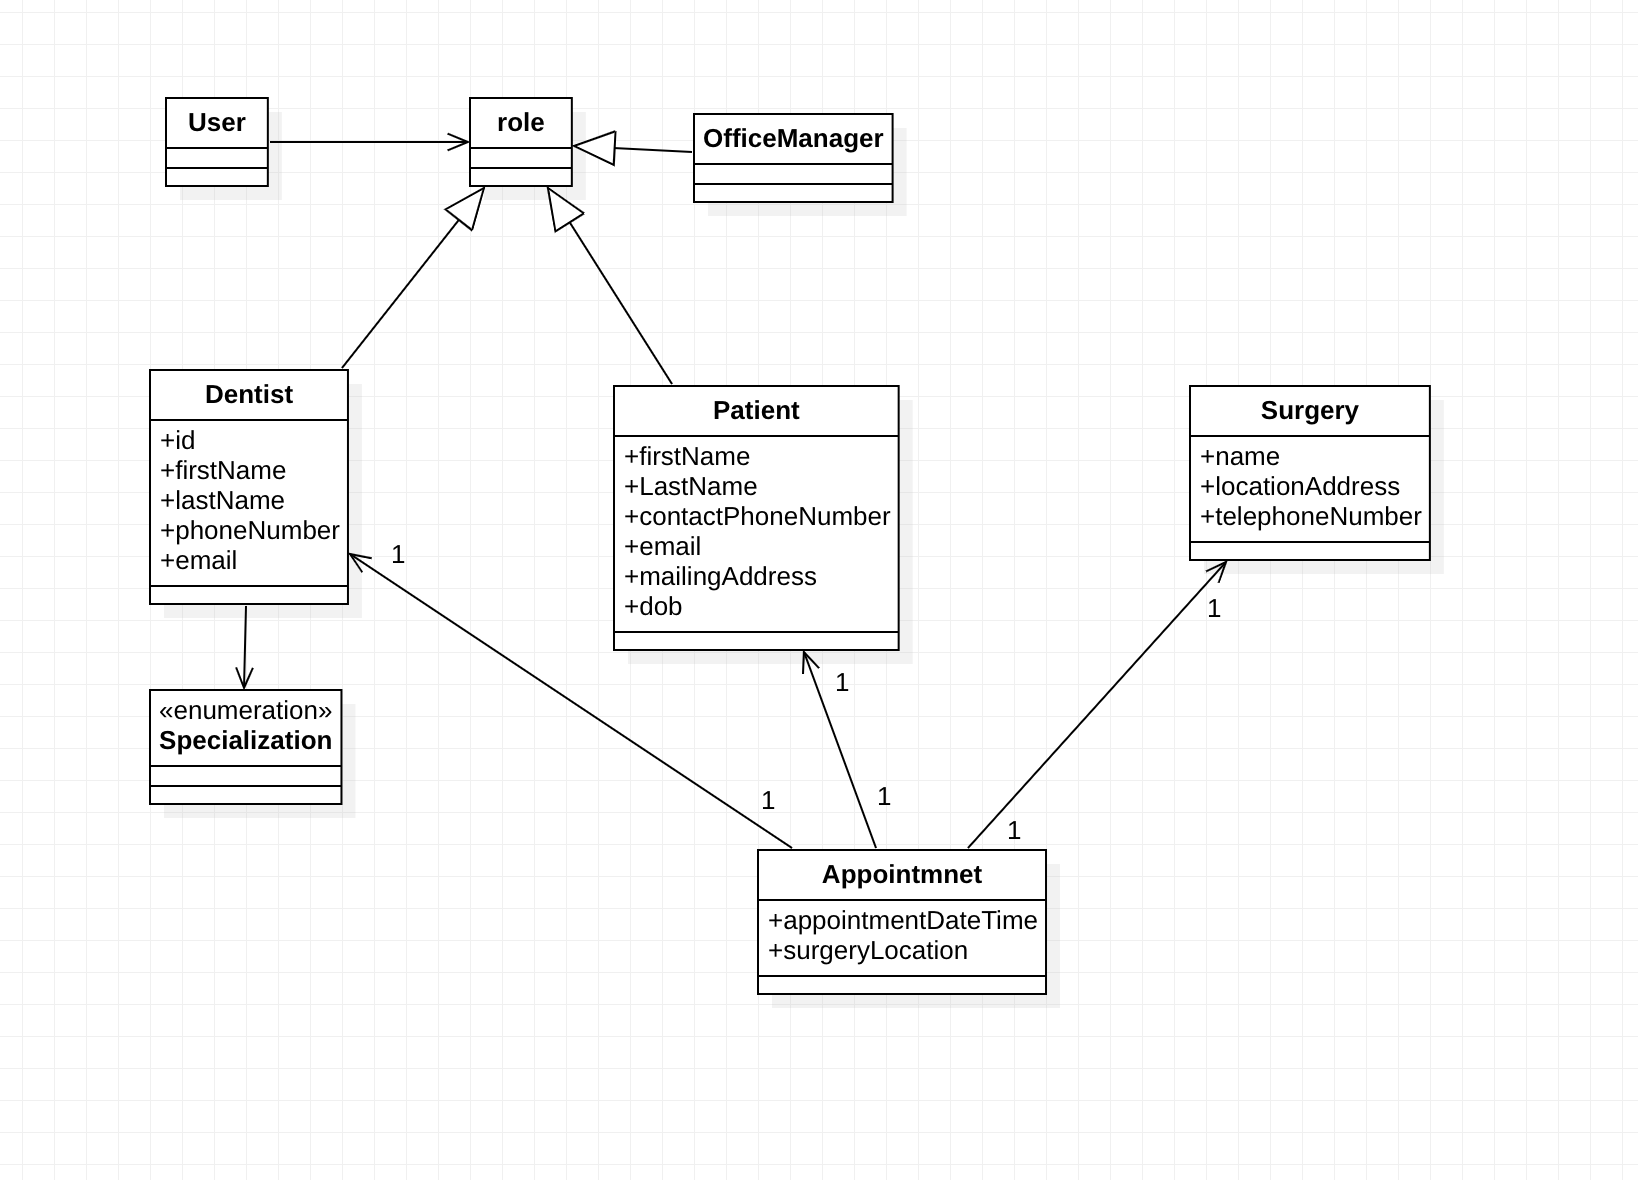 User
role
OfficeManager
Dentist
+id
+firstName
+lastName
+phoneNumber
+email
Patient
+firstName
+LastName
+contactPhoneNumber
+email
+mailingAddress
+dob
Surgery
+name
+locationAddress
+telephoneNumber
1
1
1
«enumeration»
Specialization
1
1
1
Appointmnet
+appointmentDateTime
+surgeryLocation